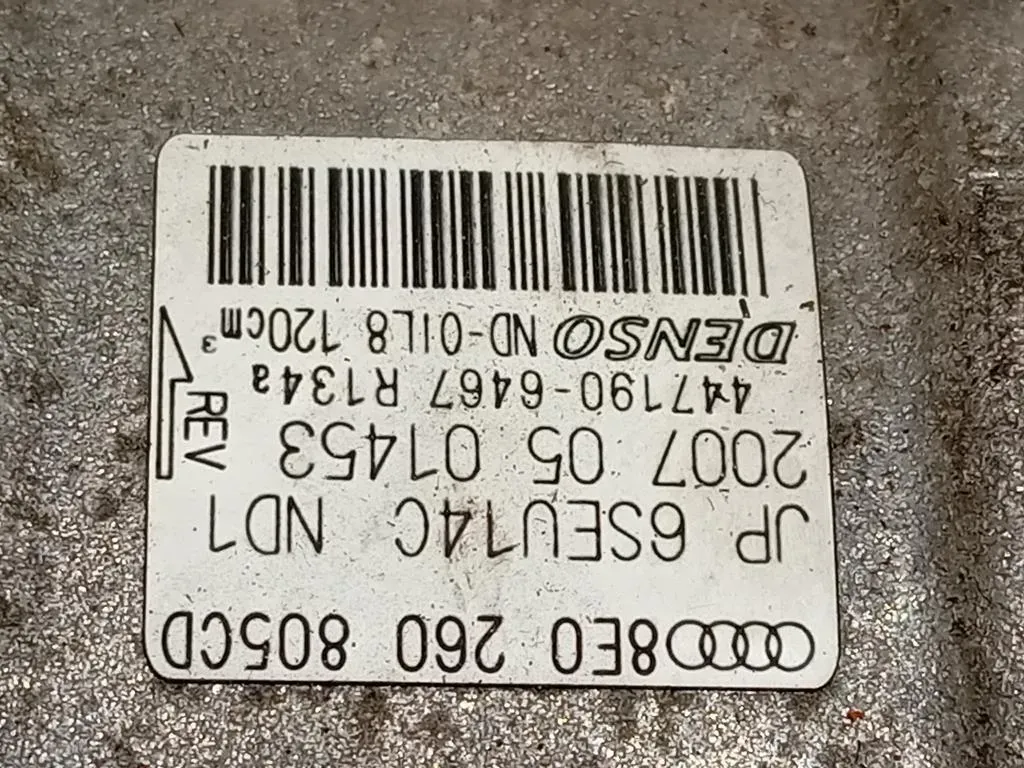 8E0 260 805CD
JP 6SEU14C ND1
2007 05 01453
REV
447190-6467 R134a
DENSO ND-OIL8 120cm³